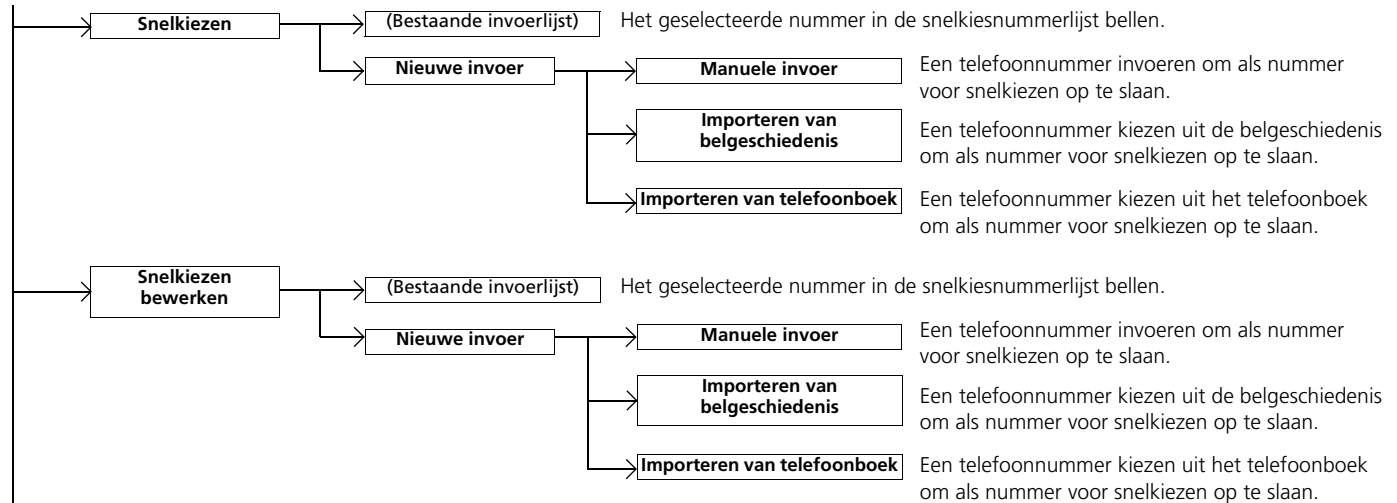 Snelkiezen
(Bestaande invoerlijst)
Het geselecteerde nummer in de snelkiesnummerlijst bellen.
Nieuwe invoer
Manuele invoer
Een telefoonnummer invoeren om als nummer
voor snelkiezen op te slaan.
Importeren van
belgeschiedenis
Een telefoonnummer kiezen uit de belgeschiedenis
om als nummer voor snelkiezen op te slaan.
Importeren van telefoonboek
Een telefoonnummer kiezen uit het telefoonboek
om als nummer voor snelkiezen op te slaan.
Snelkiezen
bewerken
(Bestaande invoerlijst)
Het geselecteerde nummer in de snelkiesnummerlijst bellen.
Nieuwe invoer
Manuele invoer
Een telefoonnummer invoeren om als nummer
voor snelkiezen op te slaan.
Importeren van
belgeschiedenis
Een telefoonnummer kiezen uit de belgeschiedenis
om als nummer voor snelkiezen op te slaan.
Importeren van telefoonboek
Een telefoonnummer kiezen uit het telefoonboek
om als nummer voor snelkiezen op te slaan.